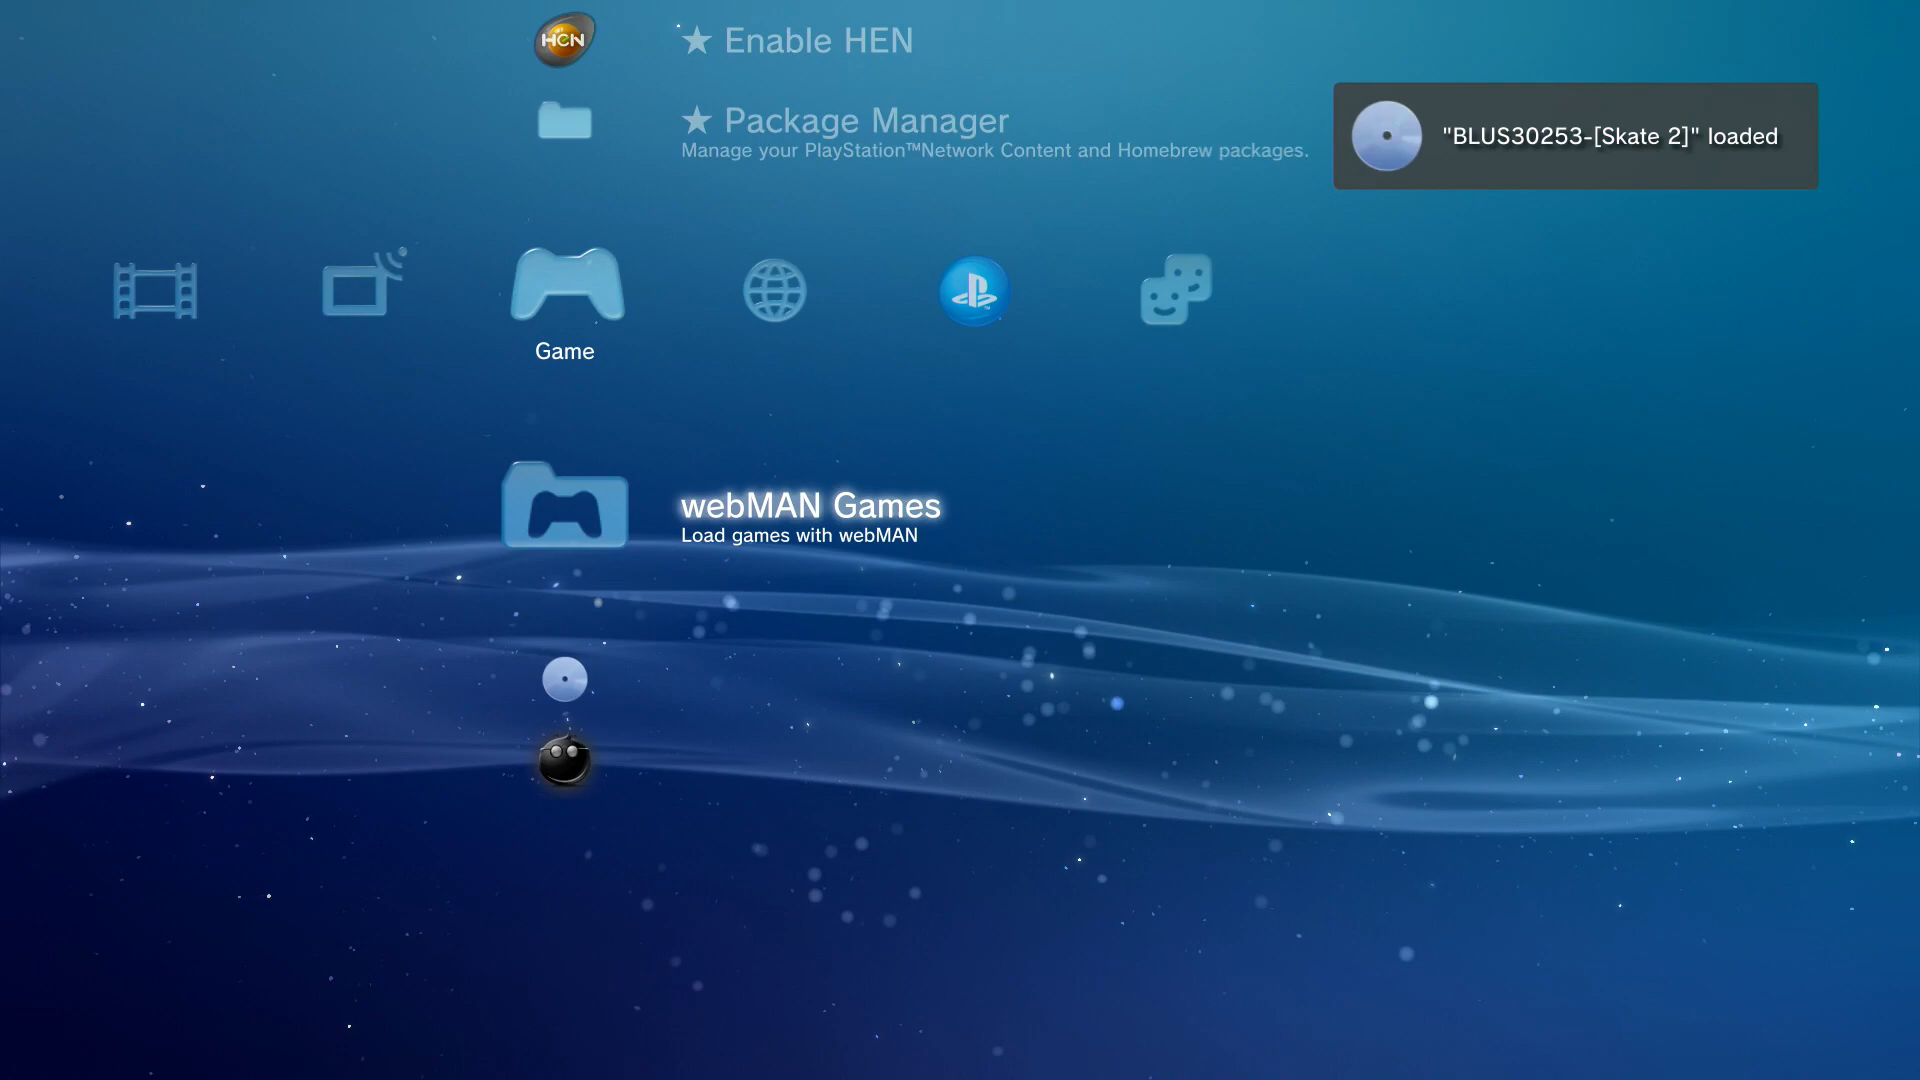 HEN
★ Enable HEN
★ Package Manager
Manage your PlayStation™Network Content and Homebrew packages.
"BLUS30253-[Skate 2]" loaded
Game
webMAN Games
Load games with webMAN